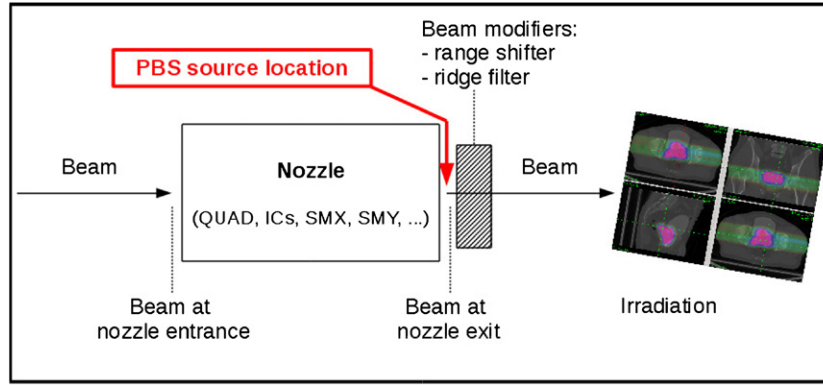 Beam modifiers:
- range shifter
- ridge filter
PBS source location
Beam
Nozzle
(QUAD, ICs, SMX, SMY, ...)
Beam
Beam at
nozzle entrance
Beam at
nozzle exit
Irradiation